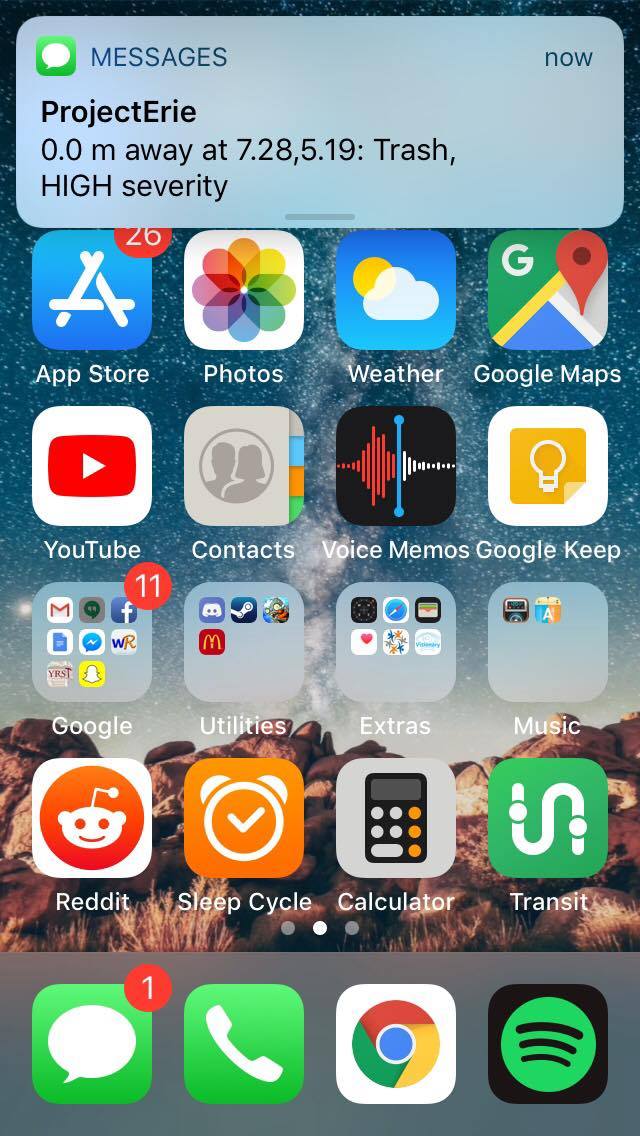 MESSAGES now
ProjectErie
0.0 m away at 7.28,5.19: Trash,
HIGH severity
26
G
App Store Photos Weather Google Maps
YouTube Contacts Voice Memos Google Keep
11
WR
YRST
A
Visionary
Google Utilities Extras Music
Reddit Sleep Cycle Calculator Transit
1